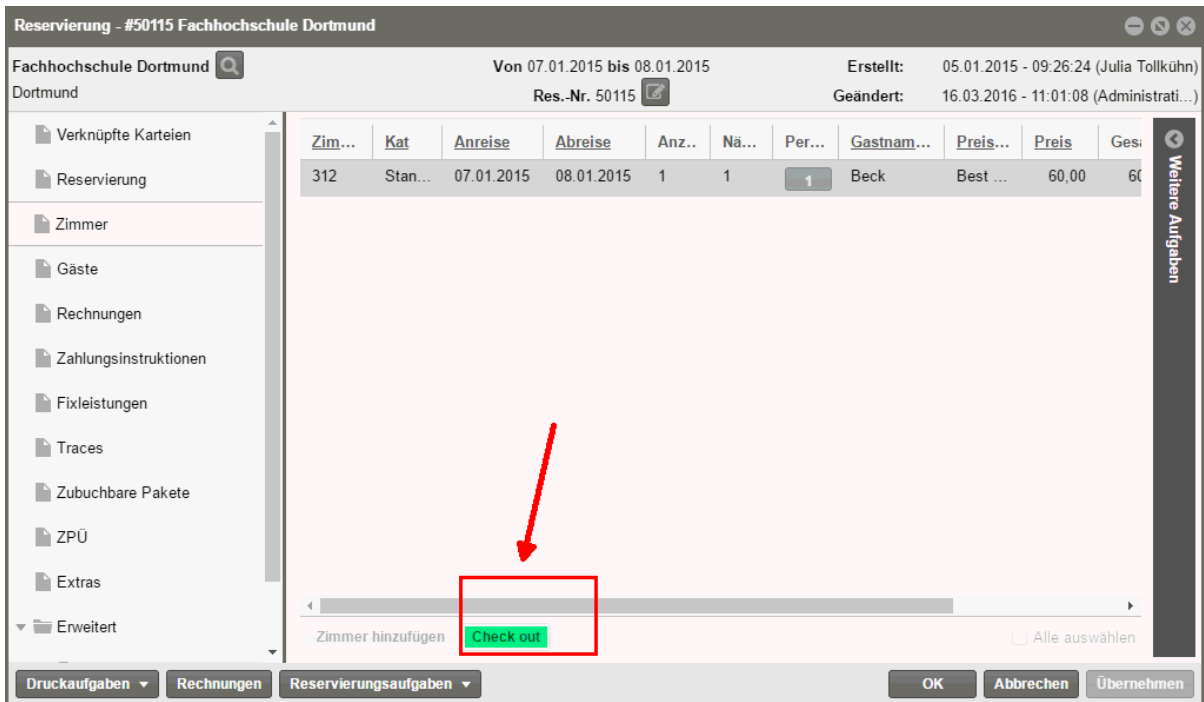 Reservierung - #50115 Fachhochschule Dortmund
Fachhochschule Dortmund
Dortmund
Von 07.01.2015 bis 08.01.2015
Res.-Nr. 50115
Erstellt: 05.01.2015 - 09:26:24 (Julia Tollkühn)
Geändert: 16.03.2016 - 11:01:08 (Administrati...)
Verknüpfte Karteien
Reservierung
Zimmer
Gäste
Rechnungen
Zahlungsinstruktionen
Fixleistungen
Traces
Zubuchbare Pakete
ZPÜ
Extras
Erweitert
Zim... Kat Anreise Abreise Anz.. Nä... Per... Gastnam... Preis... Preis Gesa
312 Stan... 07.01.2015 08.01.2015 1 1 1 Beck Best ... 60,00 60
Weitere Aufgaben
Zimmer hinzufügen Check out Alle auswählen
Druckaufgaben Rechnungen Reservierungsaufgaben OK Abbrechen Übernehmen